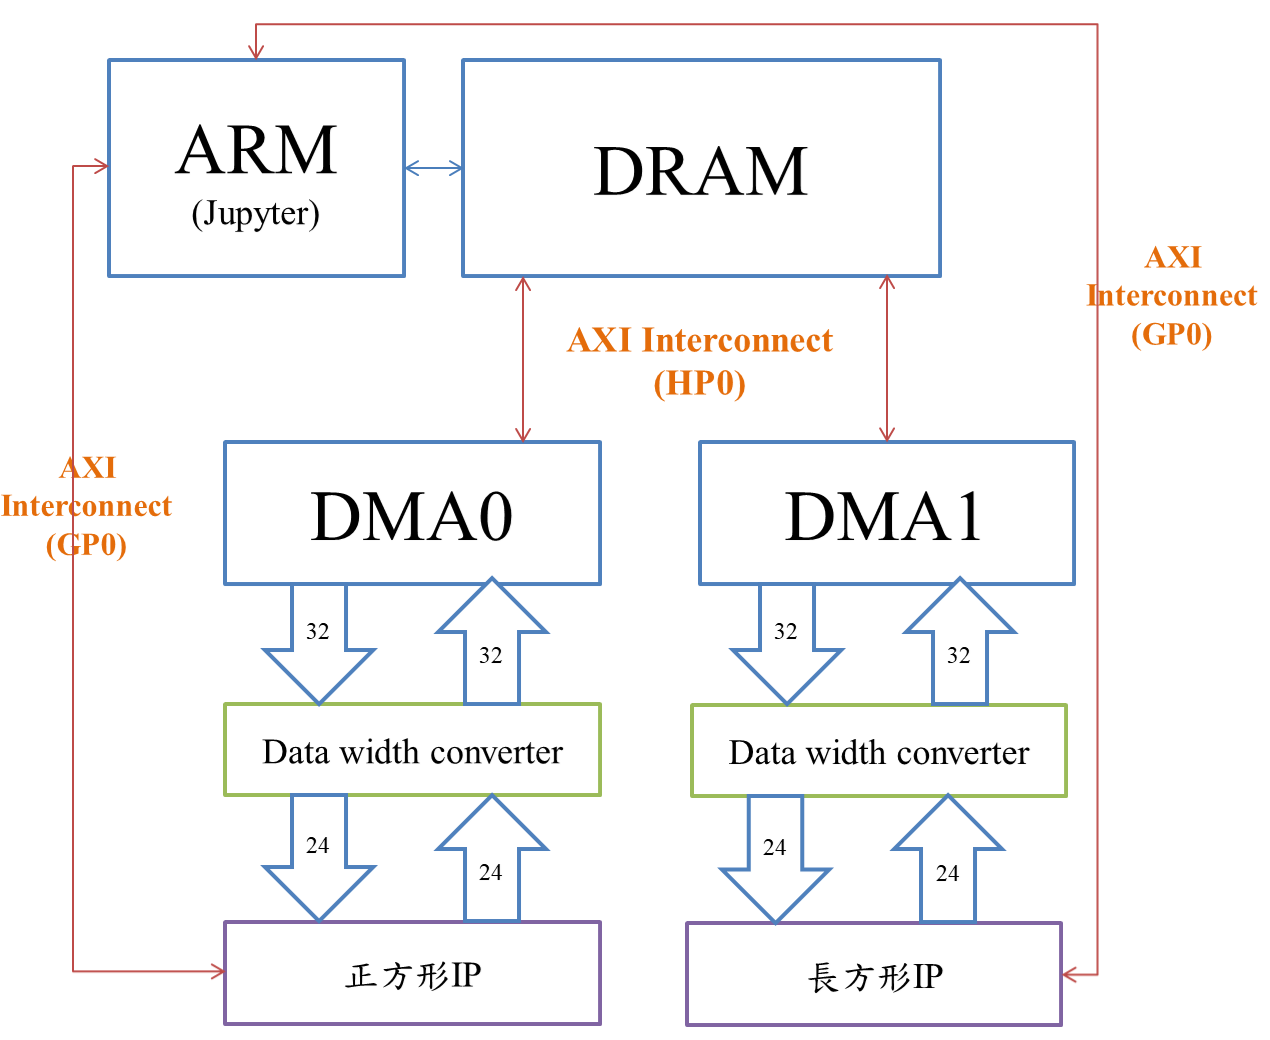 ARM
(Jupyter)
DRAM
AXI
Interconnect
(GP0)
AXI Interconnect
(HP0)
AXI
Interconnect
(GP0)
DMA0
DMA1
32
32
32
32
Data width converter
Data width converter
24
24
24
24
正方形IP
長方形IP